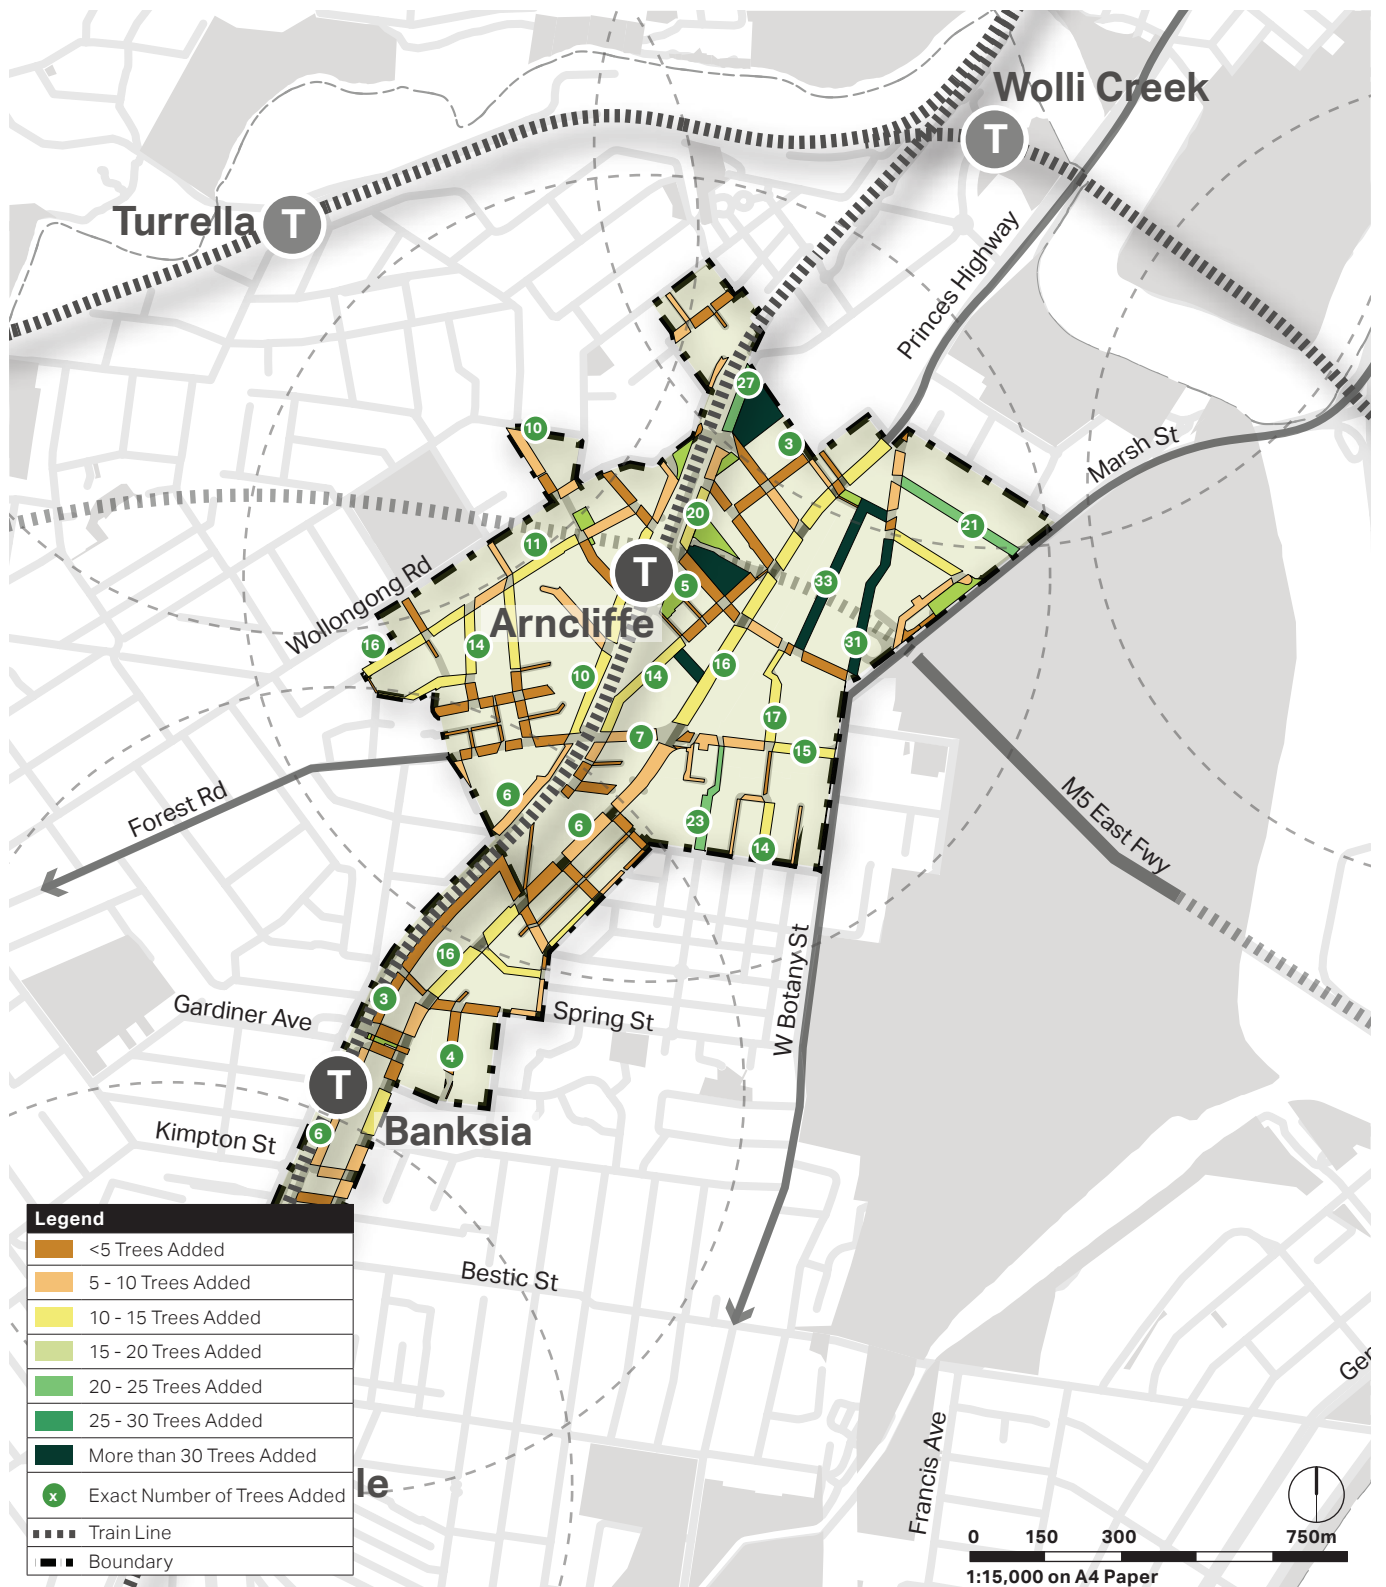 Wolli Creek
T
Turrella
T
Princes Highway
27
10
3
Marsh St
20
21
11
T
5
33
Wollongong Rd
Arncliffe
16
14
31
16
10
14
17
7
15
Forest Rd
6
M5 East Fwy
6
23
14
16
W Botany St
3
Gardiner Ave
Spring St
4
T
Banksia
6
Kimpton St
Legend
<5 Trees Added
5 - 10 Trees Added
10 - 15 Trees Added
15 - 20 Trees Added
20 - 25 Trees Added
25 - 30 Trees Added
More than 30 Trees Added
x Exact Number of Trees Added
Train Line
Boundary
Bestic St
Ger
le
Francis Ave
0 150 300 750m
1:15,000 on A4 Paper